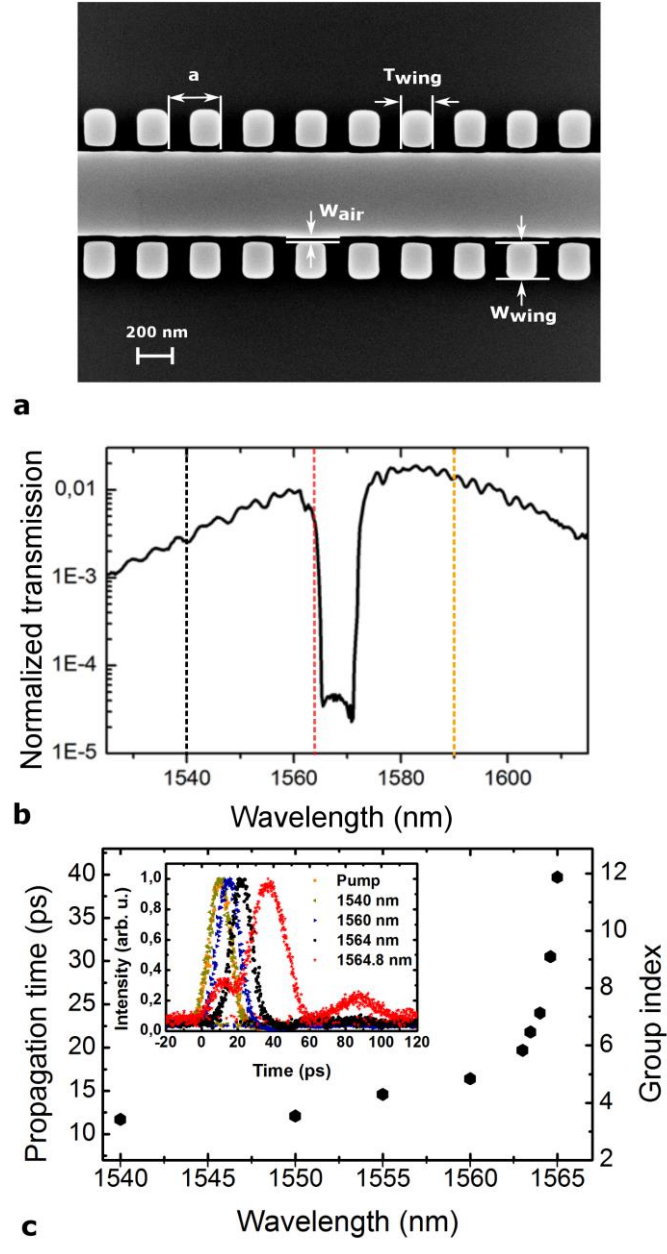 a
Twing
Wair
Wwing
200 nm
a
Normalized transmission
0,01
1E-3
1E-4
1E-5
1540
1560
1580
1600
Wavelength (nm)
b
Propagation time (ps)
40
35
30
25
20
15
10
Intensity (arb. u.)
1,0
0,8
0,6
0,4
0,2
0,0
-20 0 20 40 60 80 100 120
Time (ps)
Pump
1540 nm
1560 nm
1564 nm
1564.8 nm
12
10
8
6
4
2
Group index
1540 1545 1550 1555 1560 1565
Wavelength (nm)
c